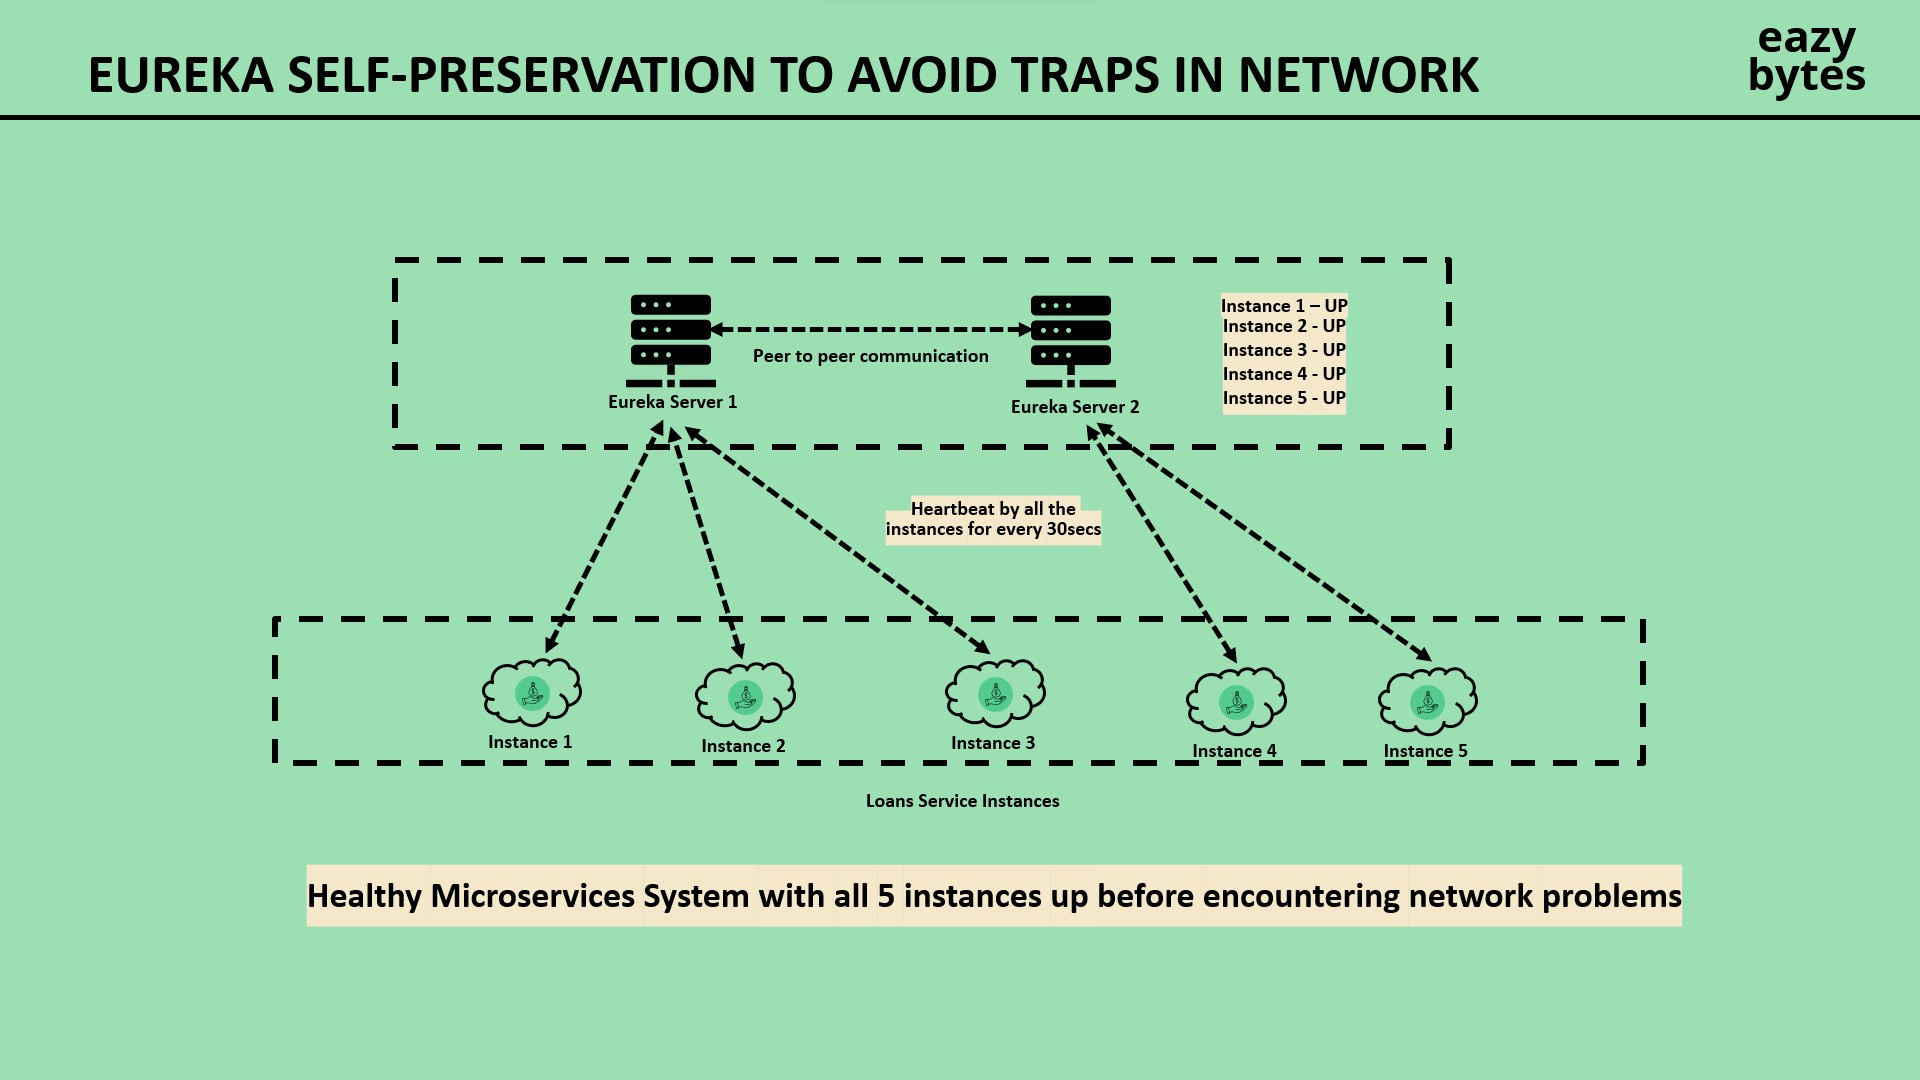 EUREKA SELF-PRESERVATION TO AVOID TRAPS IN NETWORK
eazy
bytes
Instance 1 – UP
Instance 2 - UP
Instance 3 - UP
Instance 4 - UP
Instance 5 - UP
Peer to peer communication
Eureka Server 1
Eureka Server 2
Heartbeat by all the
instances for every 30secs
Instance 1
Instance 2
Instance 3
Instance 4
Instance 5
Loans Service Instances
Healthy Microservices System with all 5 instances up before encountering network problems